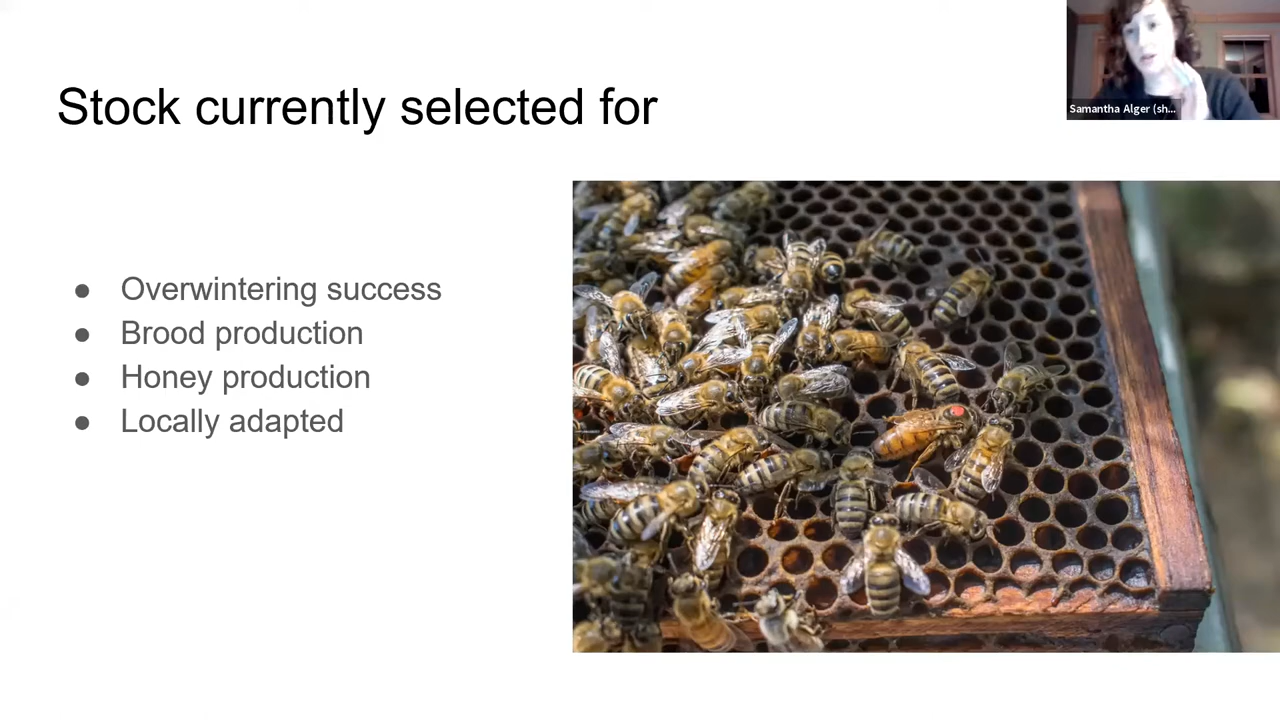 Stock currently selected for
Samantha Alger (sh...
● Overwintering success
● Brood production
● Honey production
● Locally adapted